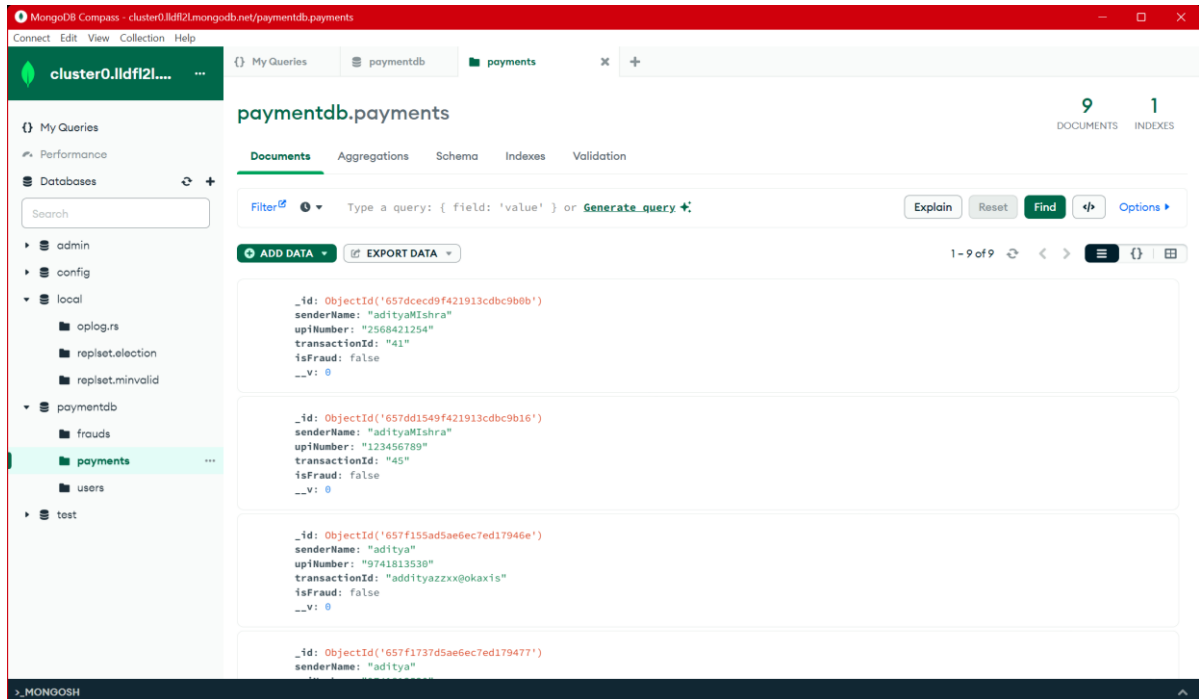 MongoDB Compass - cluster0.lldfl2l.mongodb.net/paymentdb.payments
Connect Edit View Collection Help
cluster0.lldfl2l.... ...
{} My Queries
Performance
Databases
Search
admin
config
local
oplog.rs
replset.election
replset.minvalid
paymentdb
frauds
payments ...
users
test
{} My Queries paymentdb payments
paymentdb.payments
9 DOCUMENTS 1 INDEXES
Documents Aggregations Schema Indexes Validation
Filter Type a query: { field: 'value' } or Generate query Explain Reset Find </> Options
ADD DATA EXPORT DATA 1 - 9 of 9 {}
_id: ObjectId('657dcecd9f421913cdbc9b0b')
senderName: "adityaMIshra"
upiNumber: "2568421254"
transactionId: "41"
isFraud: false
__v: 0
_id: ObjectId('657dd1549f421913cdbc9b16')
senderName: "adityaMIshra"
upiNumber: "123456789"
transactionId: "45"
isFraud: false
__v: 0
_id: ObjectId('657f155ad5ae6ec7ed17946e')
senderName: "aditya"
upiNumber: "9741813530"
transactionId: "addityazzxx@okaxis"
isFraud: false
__v: 0
_id: ObjectId('657f1737d5ae6ec7ed179477')
senderName: "aditya"
>_MONGOSH